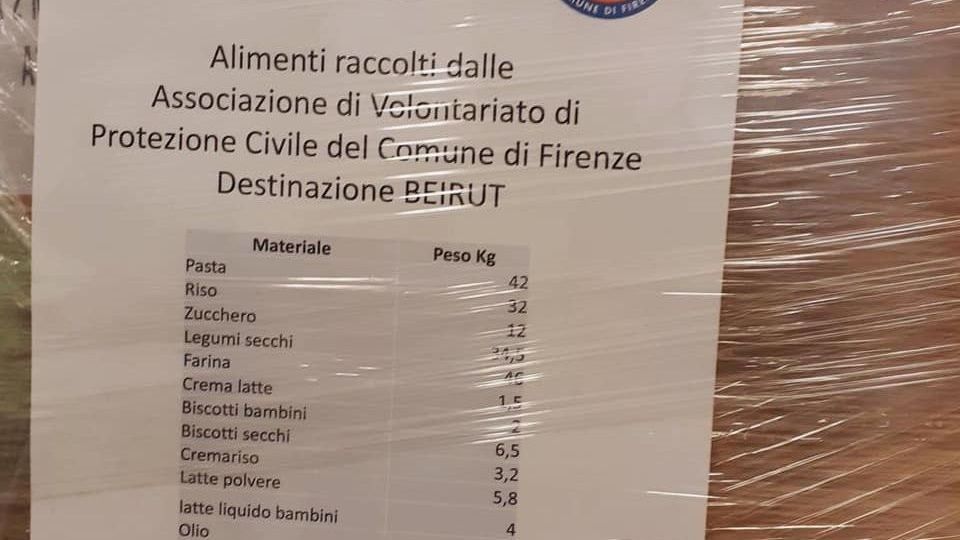 DI
Alimenti raccolti dalle
Associazione di Volontariato di
Protezione Civile del Comune di Firenze
Destinazione BEIRUT
Materiale Peso Kg
Pasta 42
Riso 32
Zucchero 12
Legumi secchi
Farina
Crema latte 1,5
Biscotti bambini 2
Biscotti secchi 6,5
Cremariso 3,2
Latte polvere 5,8
latte liquido bambini 4
Olio